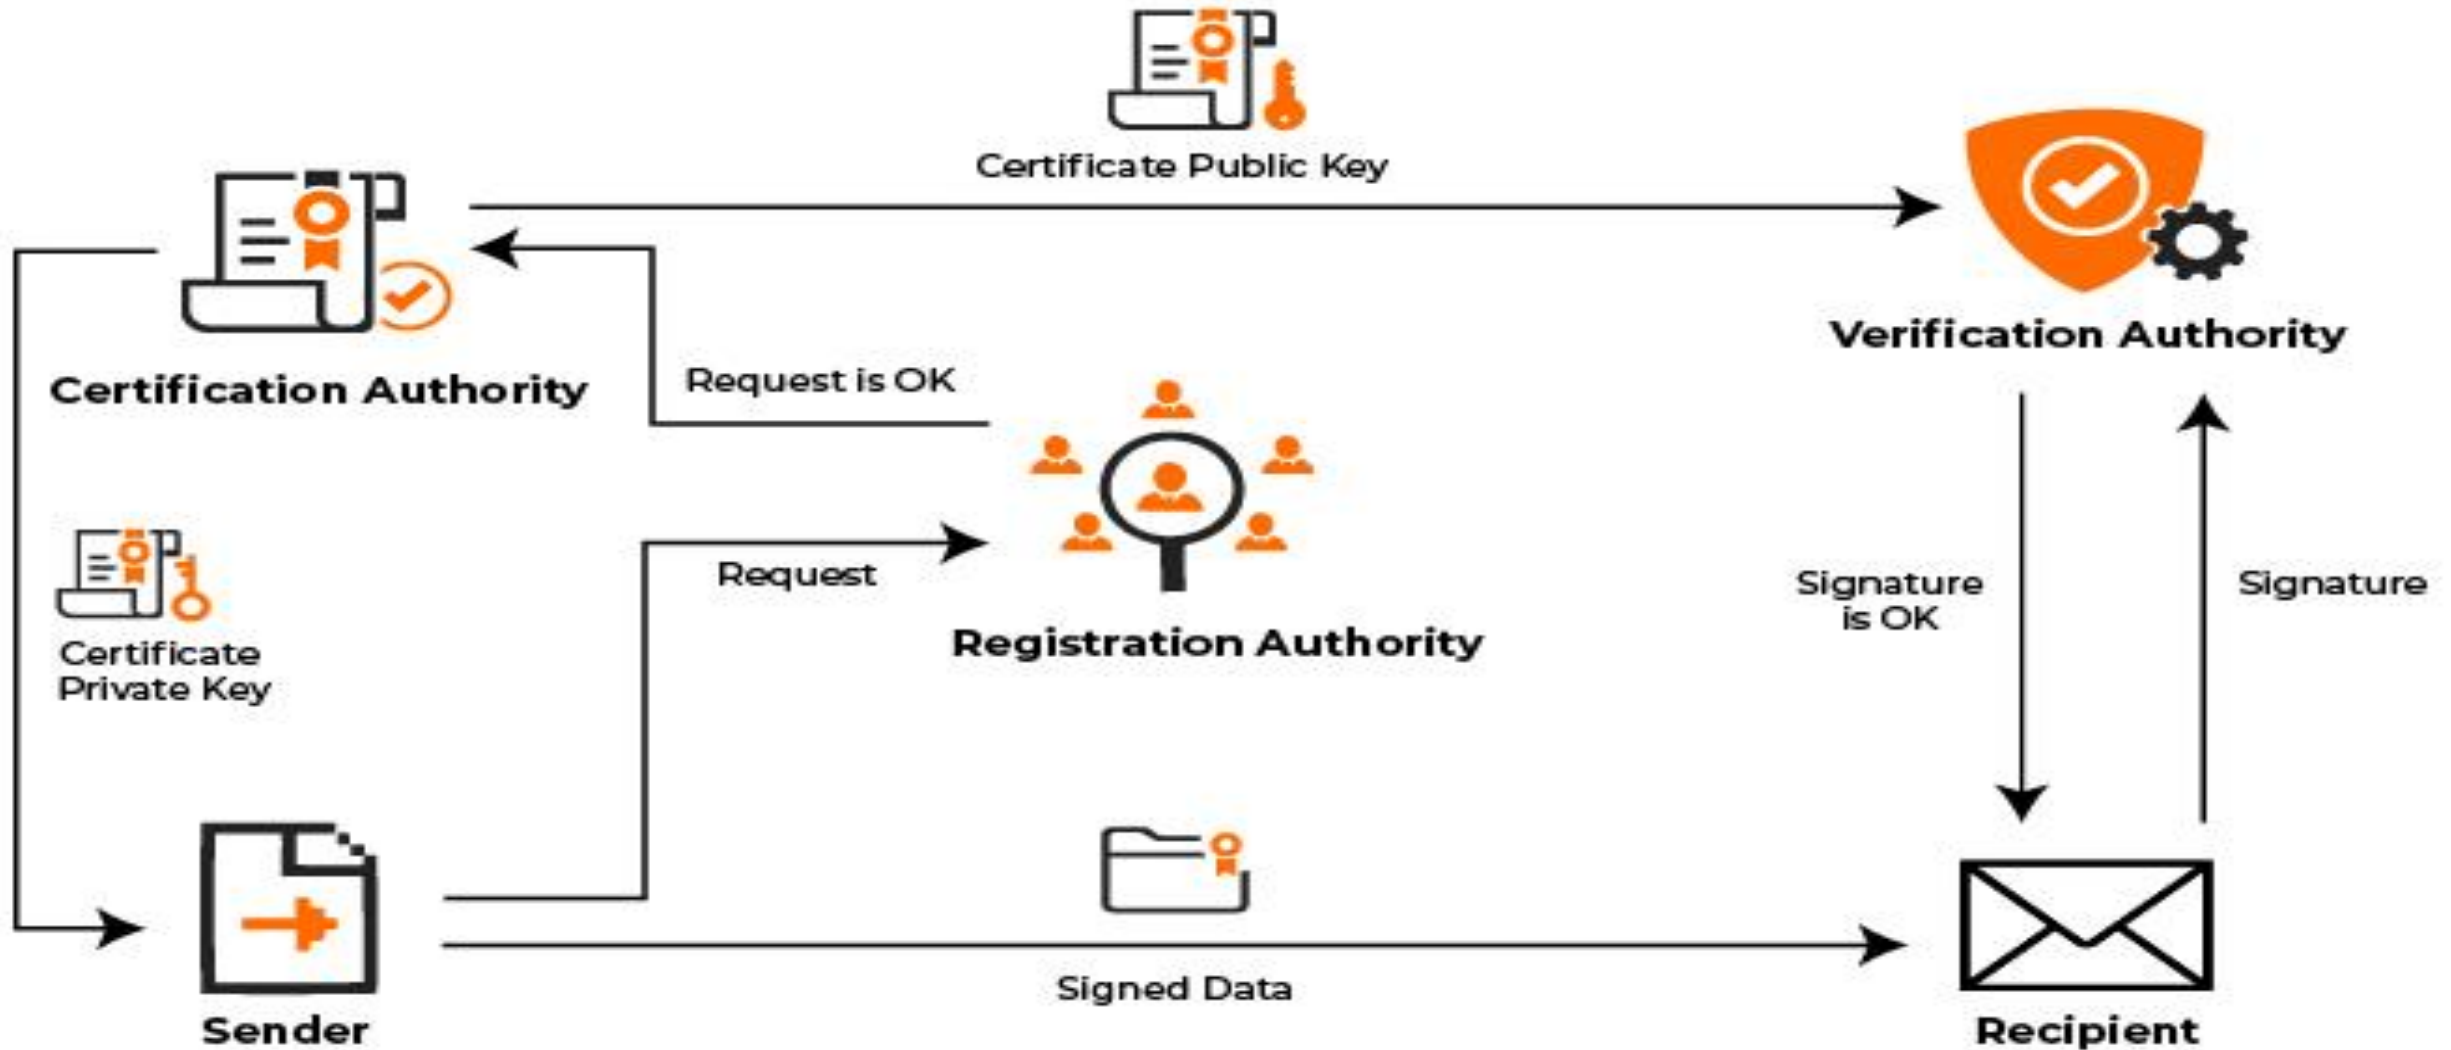 Certificate Public Key
Certification Authority
Verification Authority
Request is OK
Request
Registration Authority
Certificate
Private Key
Signature
is OK
Signature
Signed Data
Sender
Recipient